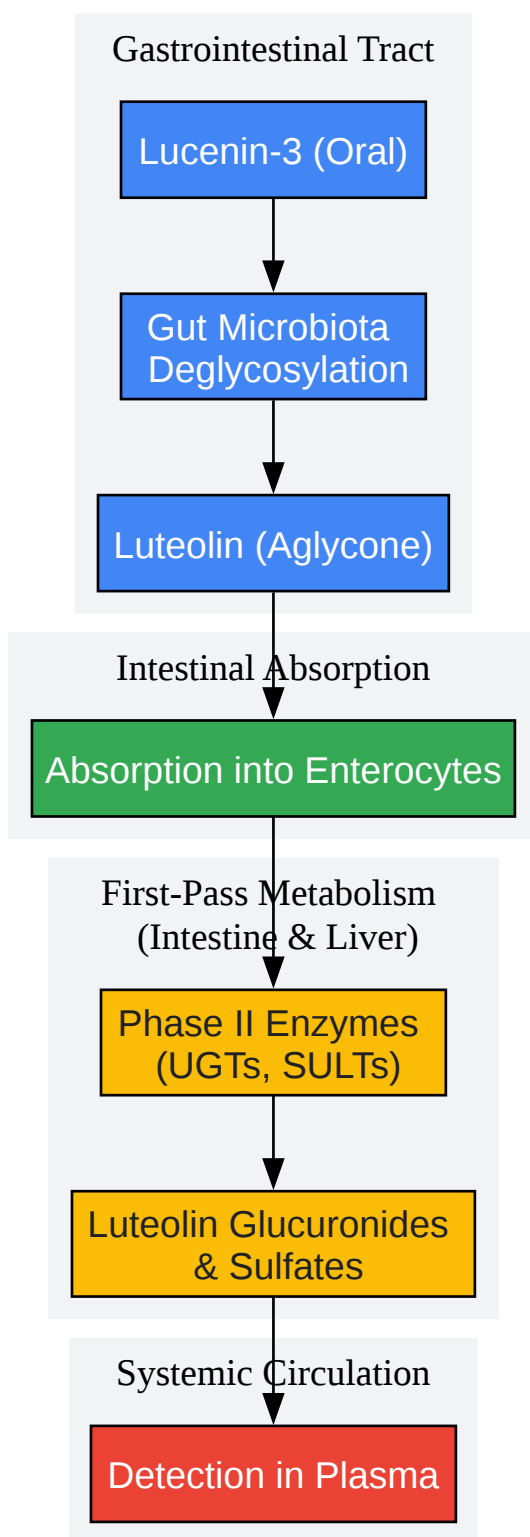 Gastrointestinal Tract
Lucenin-3 (Oral)
Gut Microbiota
Deglycosylation
Luteolin (Aglycone)
Intestinal Absorption
Absorption into Enterocytes
First-Pass Metabolism
(Intestine & Liver)
Phase II Enzymes
(UGTs, SULTs)
Luteolin Glucuronides
& Sulfates
Systemic Circulation
Detection in Plasma